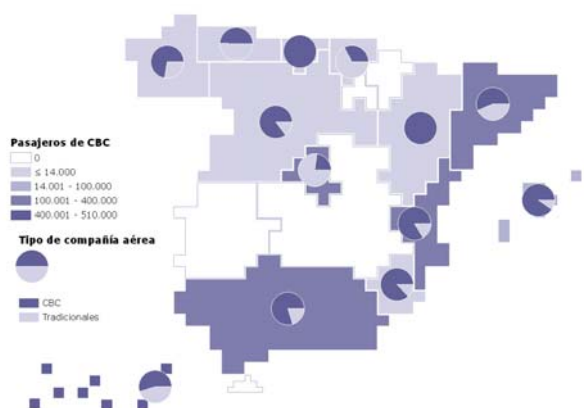 Pasajeros de CBC
0
≤ 14.000
14.001 - 100.000
100.001 - 400.000
400.001 - 510.000
Tipo de compañía aérea
CBC
Tradicionales